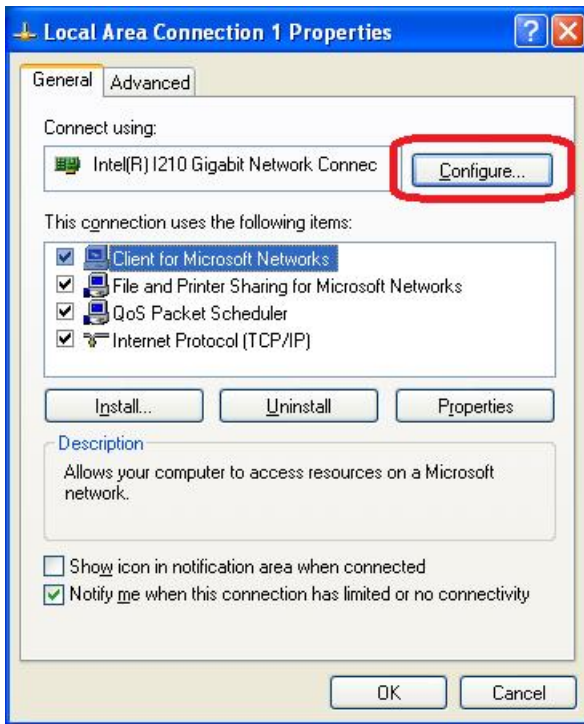 Local Area Connection 1 Properties
General Advanced
Connect using:
Intel(R) I210 Gigabit Network Connec Configure...
This connection uses the following items:
Client for Microsoft Networks
File and Printer Sharing for Microsoft Networks
QoS Packet Scheduler
Internet Protocol (TCP/IP)
Install... Uninstall Properties
Description
Allows your computer to access resources on a Microsoft
network.
Show icon in notification area when connected
Notify me when this connection has limited or no connectivity
OK Cancel